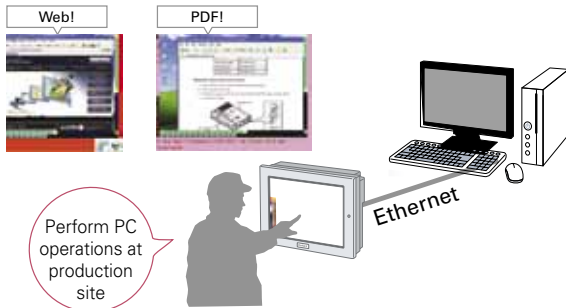 Web!
PDF!
Ethernet
Perform PC
operations at
production
site